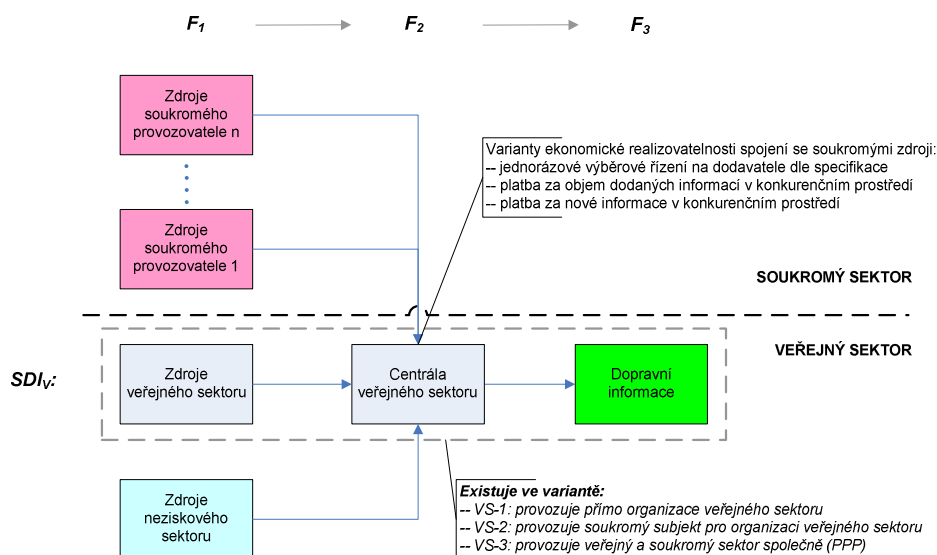 F1
F2
F3
Zdroje
soukromého
provozovatele n
Varianty ekonomické realizovatelnosti spojení se soukromými zdroji:
-- jednorázové výběrové řízení na dodavatele dle specifikace
-- platba za objem dodaných informací v konkurenčním prostředí
-- platba za nové informace v konkurenčním prostředí
Zdroje
soukromého
provozovatele 1
SOUKROMÝ SEKTOR
VEŘEJNÝ SEKTOR
SDIV:
Zdroje
veřejného sektoru
Centrála
veřejného sektoru
Dopravní
informace
Zdroje
neziskového
sektoru
Existuje ve variantě:
-- VS-1: provozuje přímo organizace veřejného sektoru
-- VS-2: provozuje soukromý subjekt pro organizaci veřejného sektoru
-- VS-3: provozuje veřejný a soukromý sektor společně (PPP)